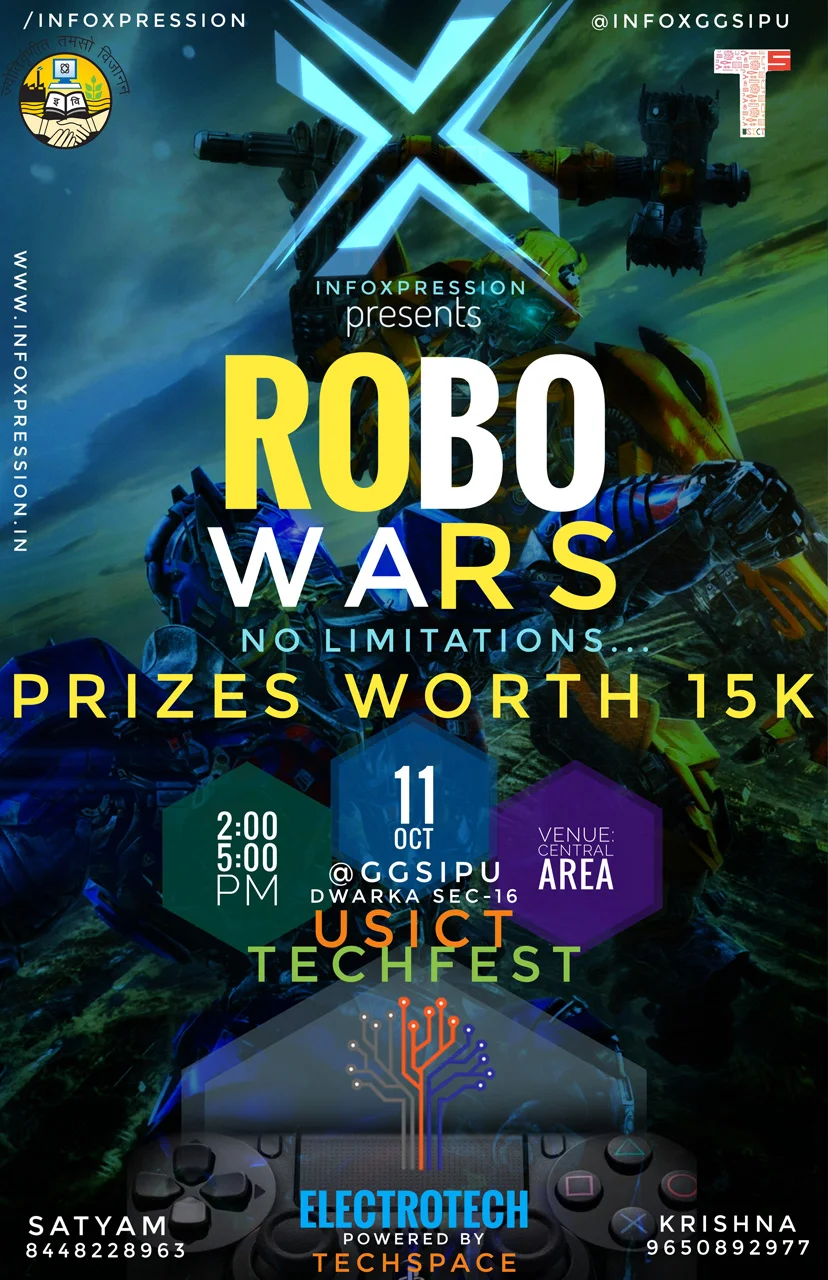 /INFOXPRESSION
@INFOXGGSIPU
WWW.INFOXPRESSION.IN
INFOXPRESSION
presents
ROBO
WARS
NO LIMITATIONS...
PRIZES WORTH 15K
2:00
5:00
PM
11
OCT
@GGSIPU
DWARKA SEC-16
VENUE:
CENTRAL
AREA
USICT
TECHFEST
ELECTROTECH
POWERED BY
TECHSPACE
SATYAM
8448228963
KRISHNA
9650892977